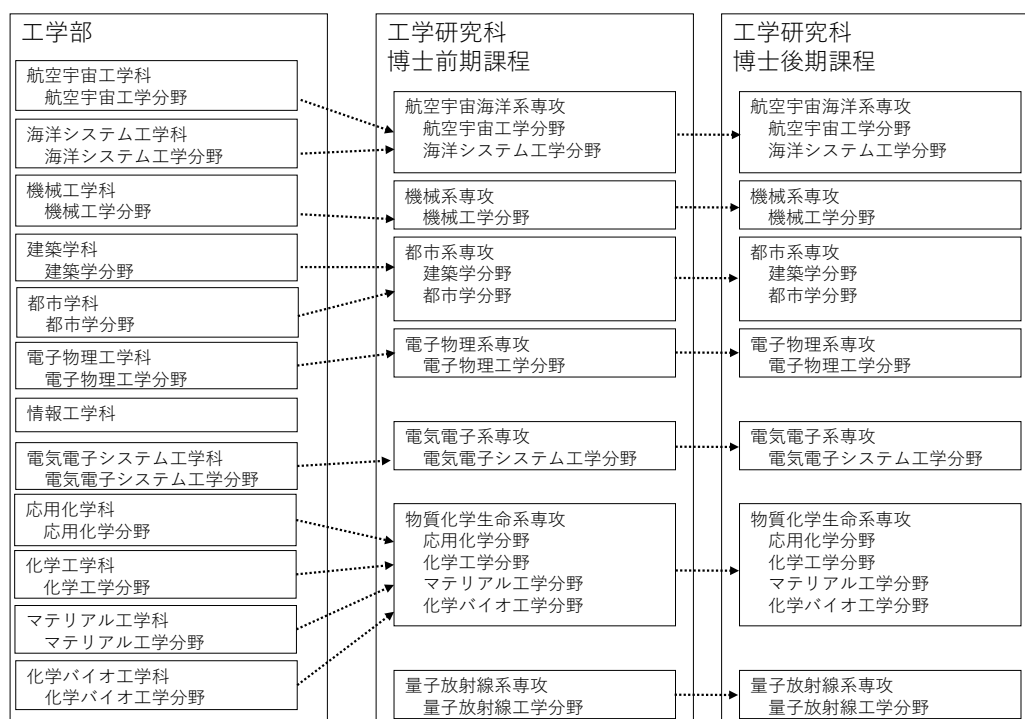 工学部
航空宇宙工学科
航空宇宙工学分野
海洋システム工学科
海洋システム工学分野
機械工学科
機械工学分野
建築学科
建築学分野
都市学科
都市学分野
電子物理工学科
電子物理工学分野
情報工学科
電気電子システム工学科
電気電子システム工学分野
応用化学科
応用化学分野
化学工学科
化学工学分野
マテリアル工学科
マテリアル工学分野
化学バイオ工学科
化学バイオ工学分野
工学研究科
博士前期課程
航空宇宙海洋系専攻
航空宇宙工学分野
海洋システム工学分野
機械系専攻
機械工学分野
都市系専攻
建築学分野
都市学分野
電子物理系専攻
電子物理工学分野
電気電子系専攻
電気電子システム工学分野
物質化学生命系専攻
応用化学分野
化学工学分野
マテリアル工学分野
化学バイオ工学分野
量子放射線系専攻
量子放射線工学分野
工学研究科
博士後期課程
航空宇宙海洋系専攻
航空宇宙工学分野
海洋システム工学分野
機械系専攻
機械工学分野
都市系専攻
建築学分野
都市学分野
電子物理系専攻
電子物理工学分野
電気電子系専攻
電気電子システム工学分野
物質化学生命系専攻
応用化学分野
化学工学分野
マテリアル工学分野
化学バイオ工学分野
量子放射線系専攻
量子放射線工学分野